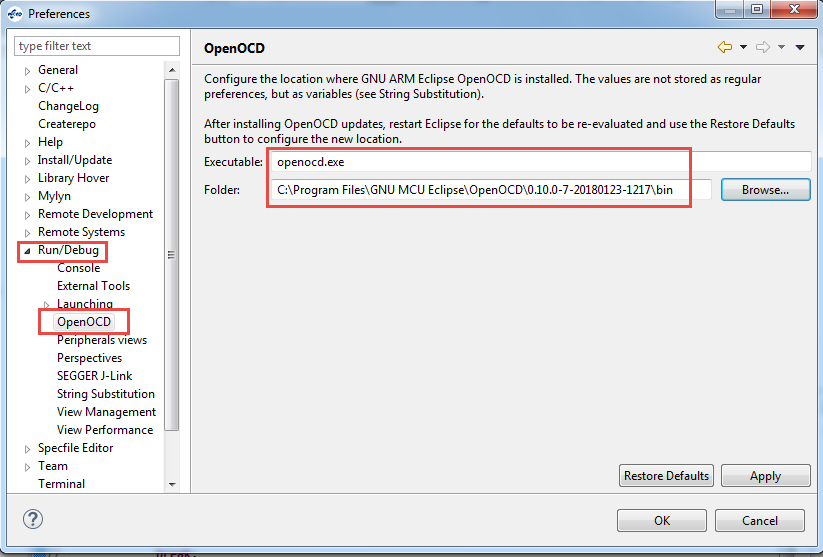 Preferences
type filter text
General
C/C++
ChangeLog
Createrepo
Help
Install/Update
Library Hover
Mylyn
Remote Development
Remote Systems
Run/Debug
Console
External Tools
Launching
OpenOCD
Peripherals views
Perspectives
SEGGER J-Link
String Substitution
View Management
View Performance
Specfile Editor
Team
Terminal
OpenOCD
Configure the location where GNU ARM Eclipse OpenOCD is installed. The values are not stored as regular
preferences, but as variables (see String Substitution).
After installing OpenOCD updates, restart Eclipse for the defaults to be re-evaluated and use the Restore Defaults
button to configure the new location.
Executable: openocd.exe
Folder: C:\Program Files\GNU MCU Eclipse\OpenOCD\0.10.0-7-20180123-1217\bin Browse...
Restore Defaults Apply
? OK Cancel